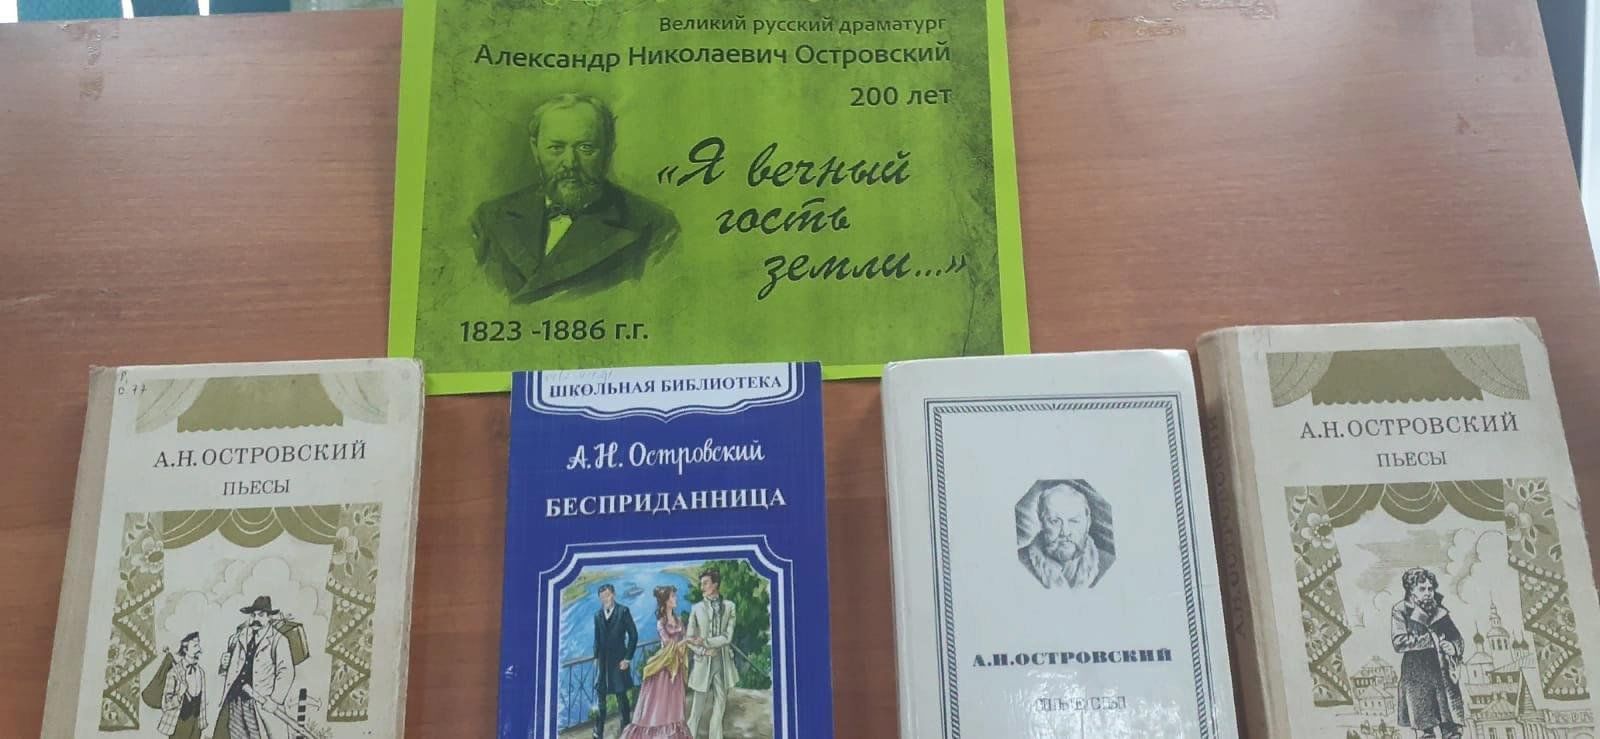 Великий русский драматург
Александр Николаевич Островский
200 лет
«Я вечный
гость
земли...»
1823 -1886 г.г.
А.Н.ОСТРОВСКИЙ
ПЬЕСЫ
ШКОЛЬНАЯ БИБЛИОТЕКА
А.Н. Островский
БЕСПРИДАННИЦА
А.Н.ОСТРОВСКИЙ
ПЬЕСЫ
А.Н.ОСТРОВСКИЙ
А.Н.ОСТРОВСКИЙ
ПЬЕСЫ